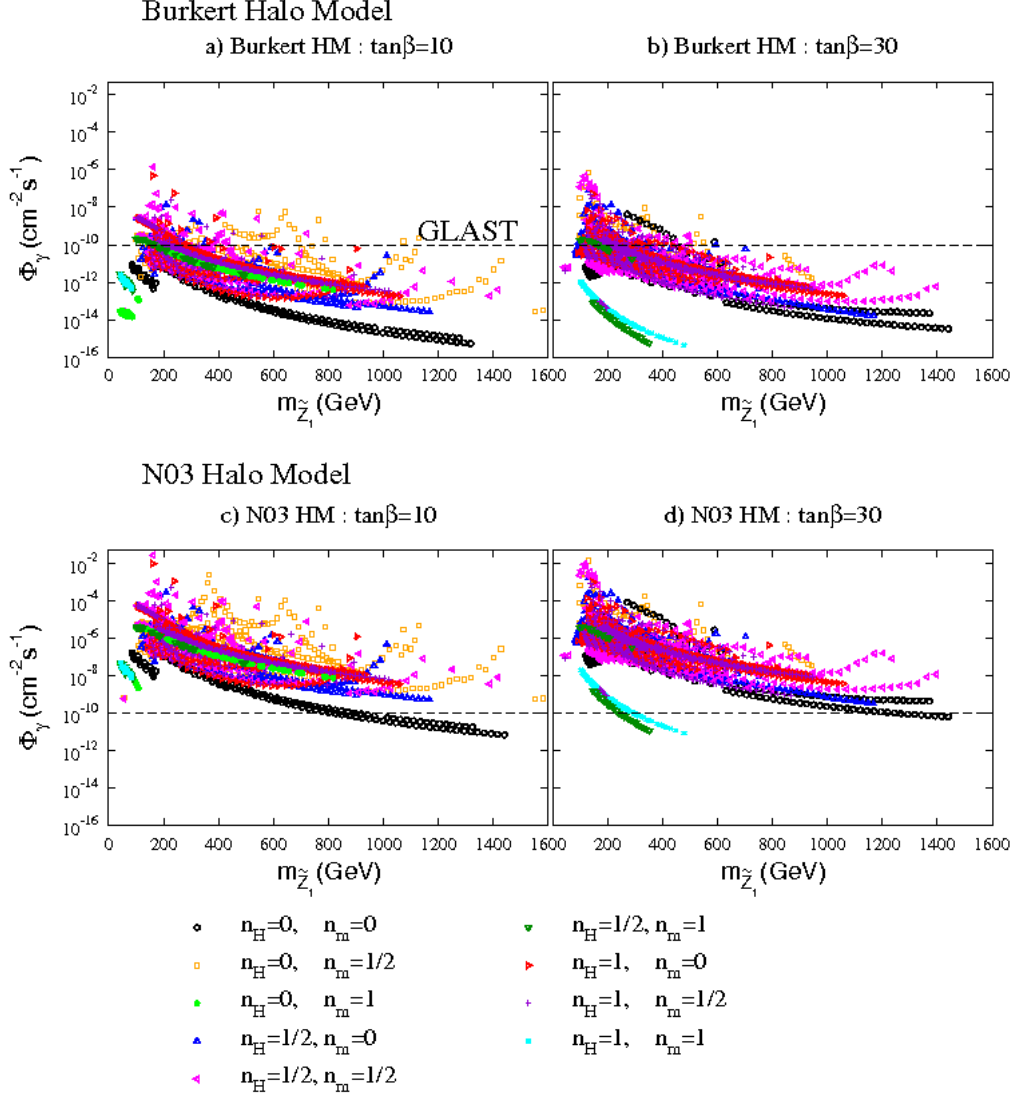 Burkert Halo Model
a) Burkert HM : tanβ=10
b) Burkert HM : tanβ=30
10^-2
10^-4
10^-6
10^-8
10^-10
10^-12
10^-14
10^-16
Φ_γ (cm^-2 s^-1)
GLAST
0 200 400 600 800 1000 1200 1400 1600 200 400 600 800 1000 1200 1400 1600
m_Z̃_1 (GeV)
m_Z̃_1 (GeV)
N03 Halo Model
c) N03 HM : tanβ=10
d) N03 HM : tanβ=30
10^-2
10^-4
10^-6
10^-8
10^-10
10^-12
10^-14
10^-16
Φ_γ (cm^-2 s^-1)
0 200 400 600 800 1000 1200 1400 1600 200 400 600 800 1000 1200 1400 1600
m_Z̃_1 (GeV)
m_Z̃_1 (GeV)
n_H=0, n_m=0
n_H=0, n_m=1/2
n_H=0, n_m=1
n_H=1/2, n_m=0
n_H=1/2, n_m=1/2
n_H=1/2, n_m=1
n_H=1, n_m=0
n_H=1, n_m=1/2
n_H=1, n_m=1